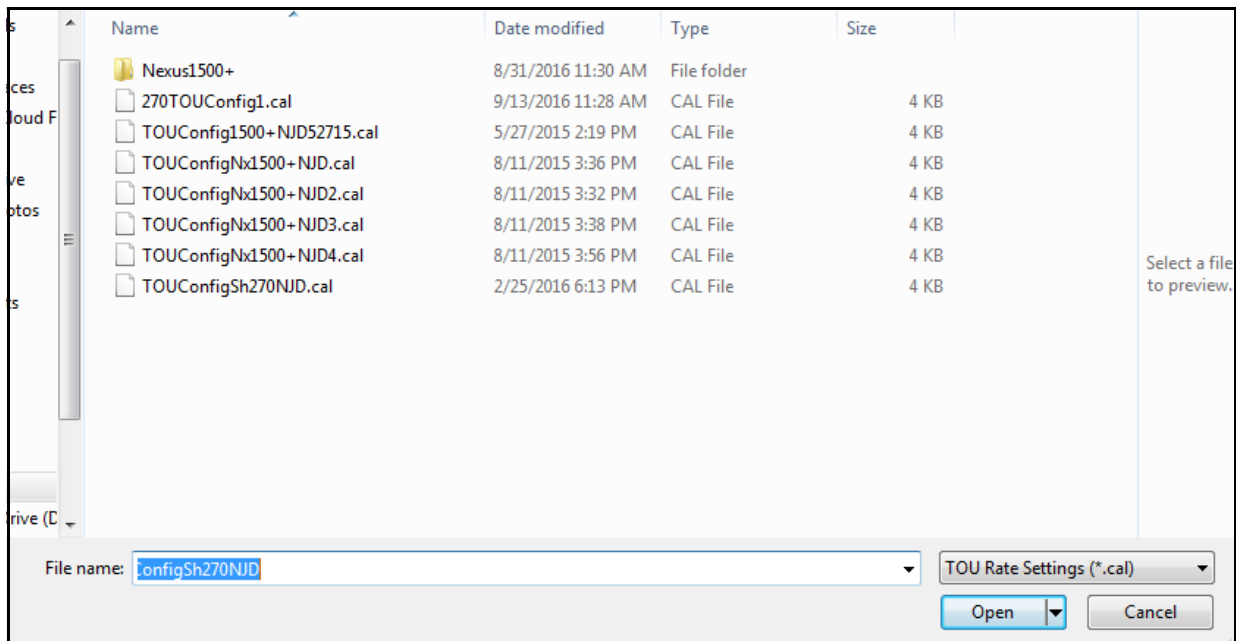 s
Name Date modified Type Size
Nexus1500+ 8/31/2016 11:30 AM File folder
ces
270TOUConfig1.cal 9/13/2016 11:28 AM CAL File 4 KB
loud F
TOUConfig1500+NJD52715.cal 5/27/2015 2:19 PM CAL File 4 KB
TOUConfigNx1500+NJD.cal 8/11/2015 3:36 PM CAL File 4 KB
ve
TOUConfigNx1500+NJD2.cal 8/11/2015 3:32 PM CAL File 4 KB
otos
TOUConfigNx1500+NJD3.cal 8/11/2015 3:38 PM CAL File 4 KB
TOUConfigNx1500+NJD4.cal 8/11/2015 3:56 PM CAL File 4 KB
TOUConfigSh270NJD.cal 2/25/2016 6:13 PM CAL File 4 KB
ts
Select a file
to preview.
rive (D
File name: ConfigSh270NJD TOU Rate Settings (*.cal)
Open Cancel